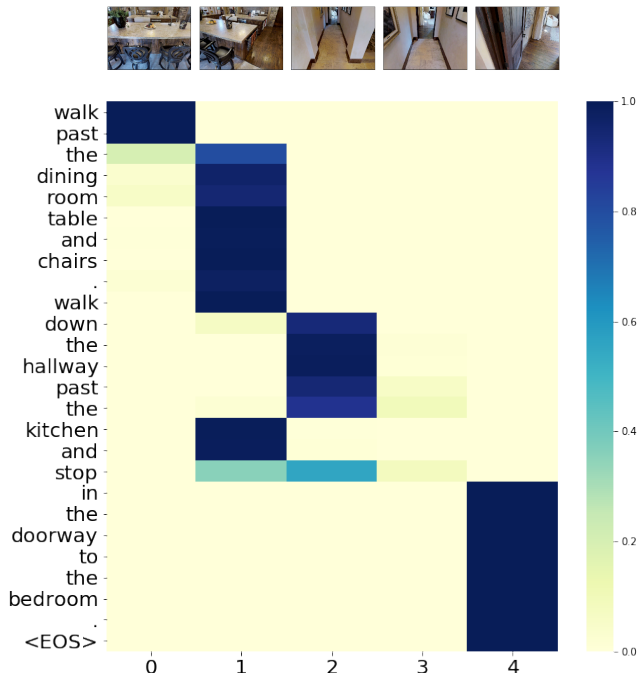 walk
past
the
dining
room
table
and
chairs
.
walk
down
the
hallway
past
the
kitchen
and
stop
in
the
doorway
to
the
bedroom
.
<EOS>
0 1 2 3 4
1.0
0.8
0.6
0.4
0.2
0.0